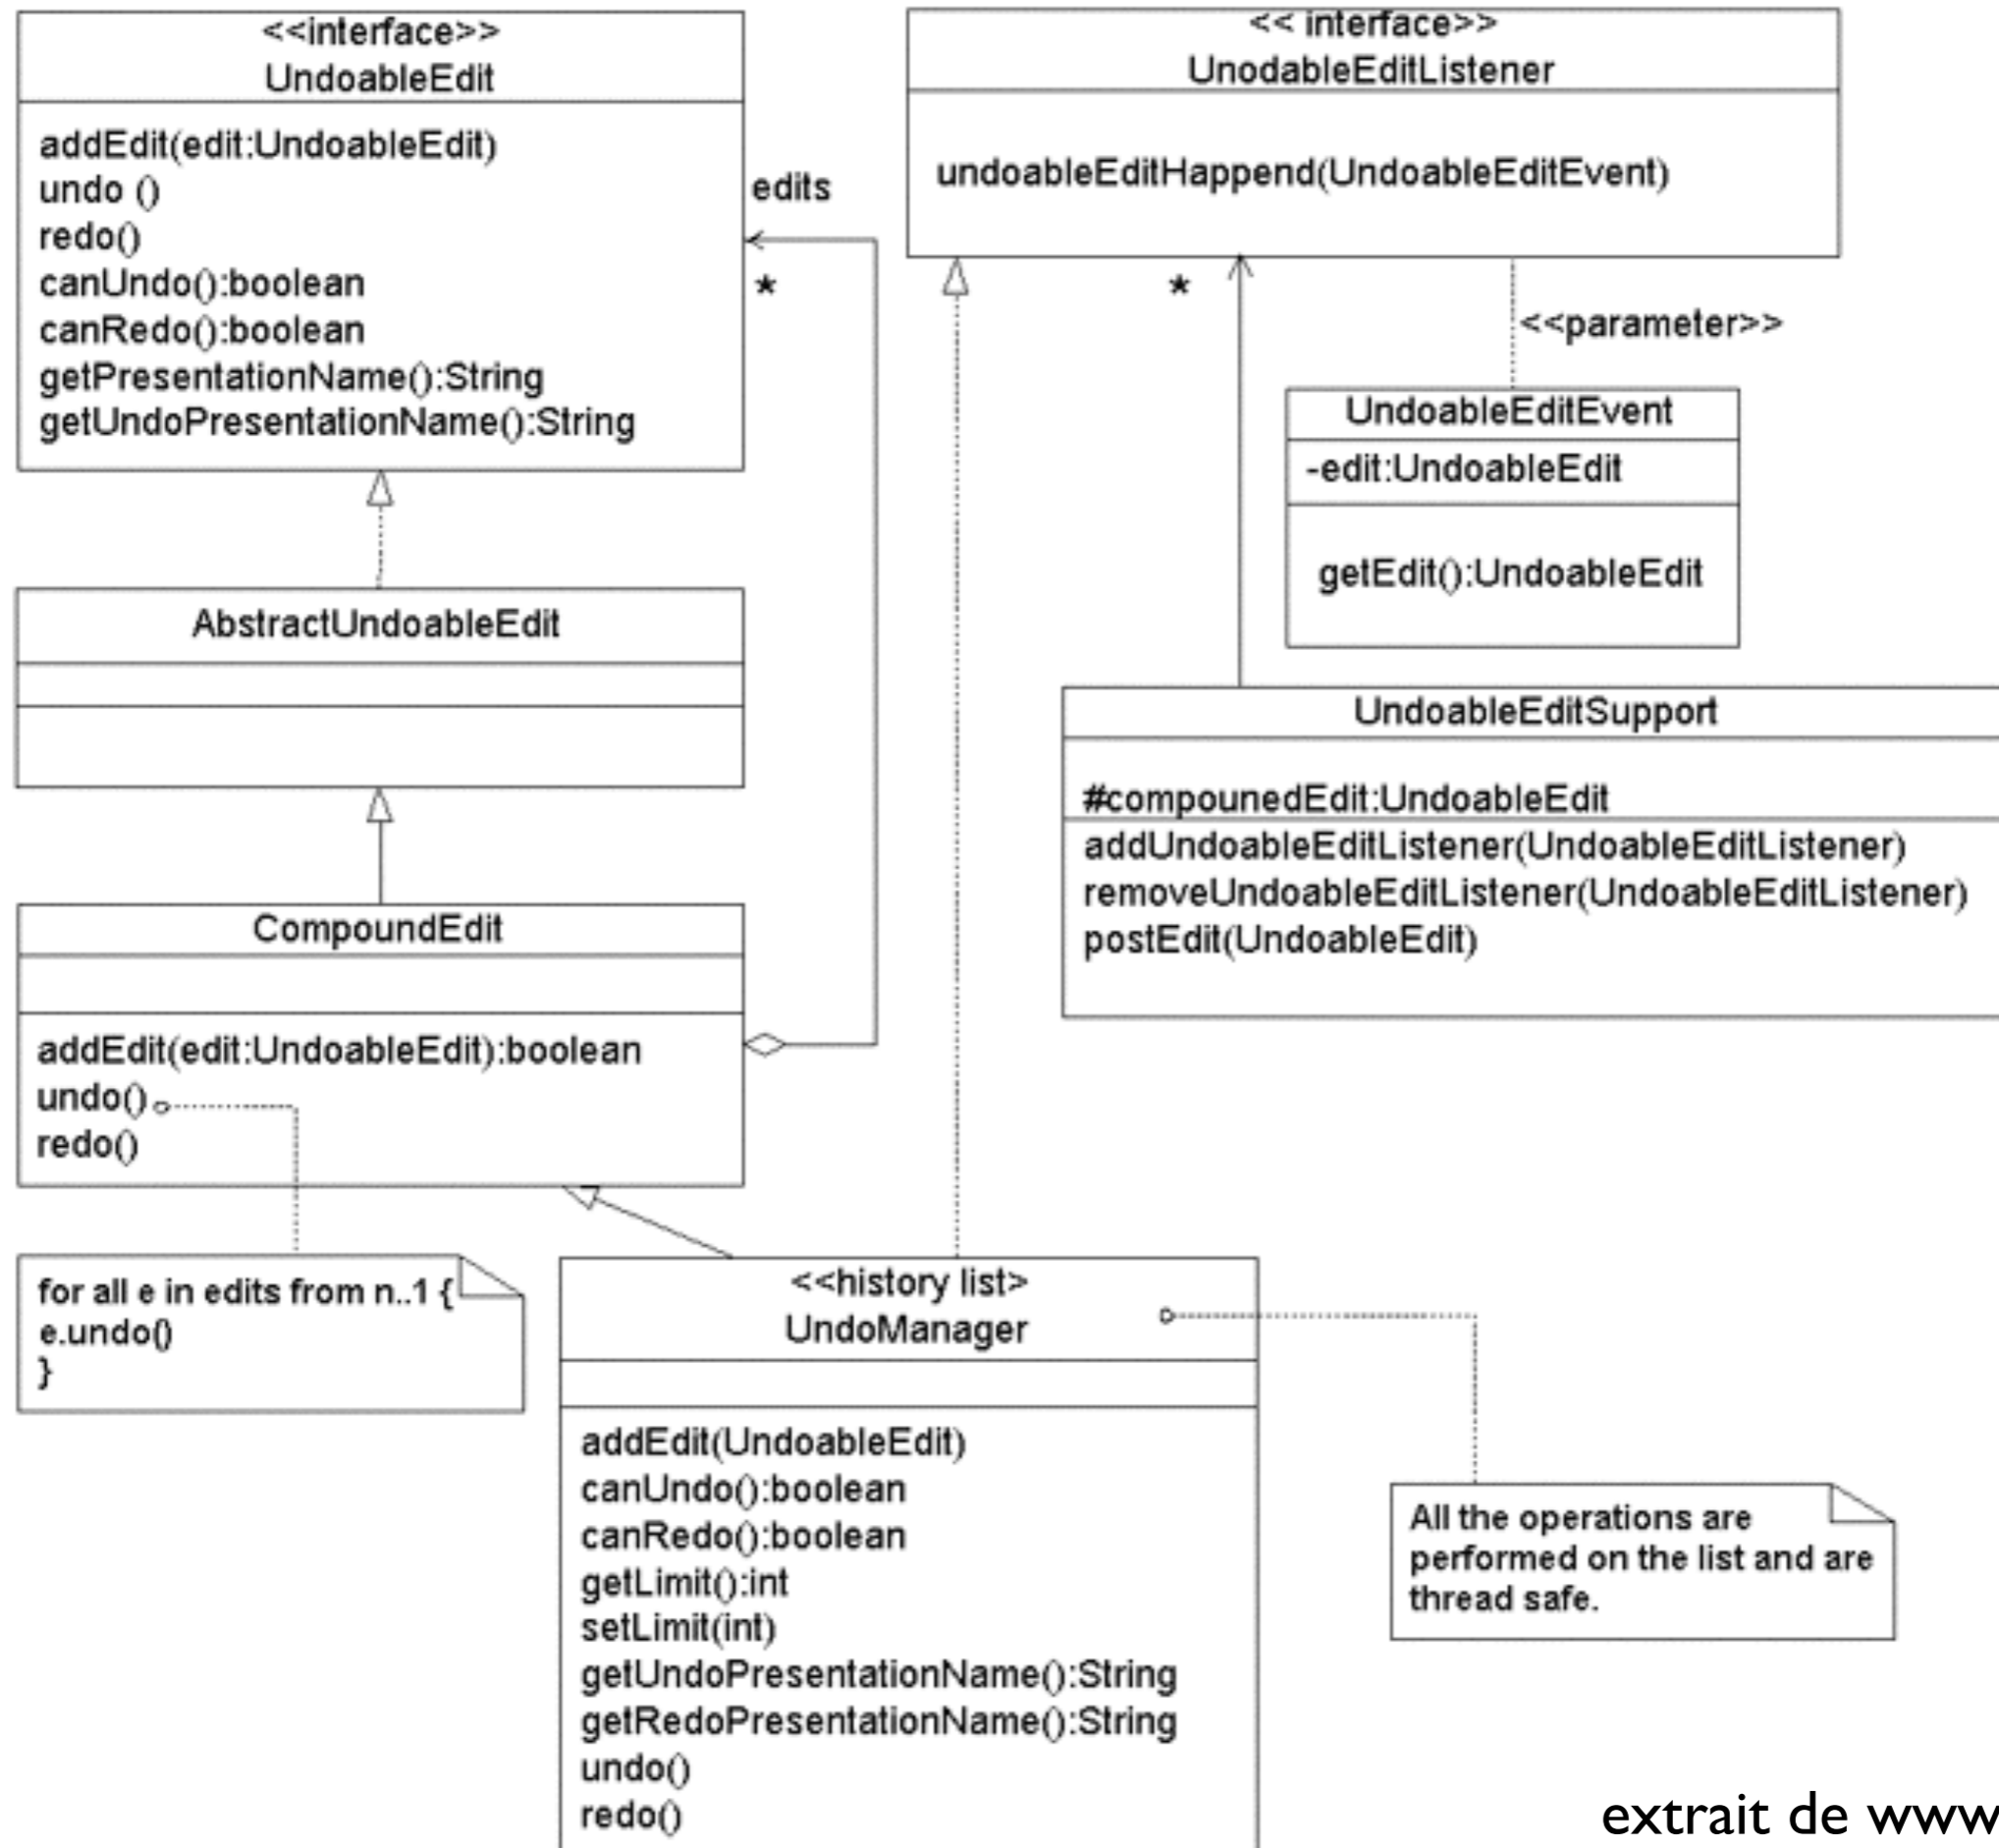 <<interface>>
UndoableEdit
addEdit(edit:UndoableEdit)
undo ()
redo()
canUndo():boolean
canRedo():boolean
getPresentationName():String
getUndoPresentationName():String
edits
*
<< interface>>
UnodableEditListener
undoableEditHappend(UndoableEditEvent)
*
<<parameter>>
UndoableEditEvent
-edit:UndoableEdit
getEdit():UndoableEdit
AbstractUndoableEdit
UndoableEditSupport
#compounedEdit:UndoableEdit
addUndoableEditListener(UndoableEditListener)
removeUndoableEditListener(UndoableEditListener)
postEdit(UndoableEdit)
CompoundEdit
addEdit(edit:UndoableEdit):boolean
undo()
redo()
for all e in edits from n..1 {
e.undo()
}
<<history list>
UndoManager
addEdit(UndoableEdit)
canUndo():boolean
canRedo():boolean
getLimit():int
setLimit(int)
getUndoPresentationName():String
getRedoPresentationName():String
undo()
redo()
All the operations are
performed on the list and are
thread safe.
extrait de www